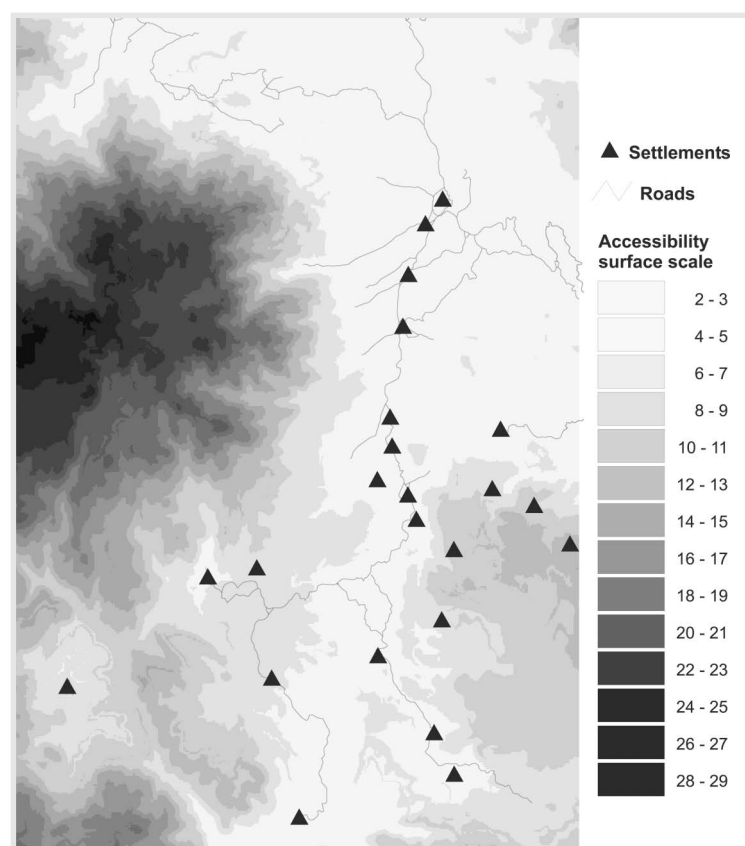 Settlements
Roads
Accessibility
surface scale
2 - 3
4 - 5
6 - 7
8 - 9
10 - 11
12 - 13
14 - 15
16 - 17
18 - 19
20 - 21
22 - 23
24 - 25
26 - 27
28 - 29